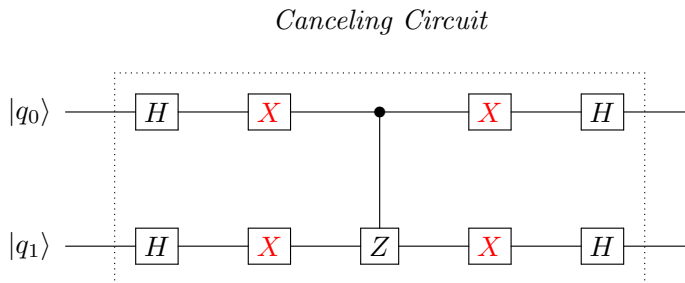 Canceling Circuit
|q₀⟩ H X X H
|q₁⟩ H X Z X H